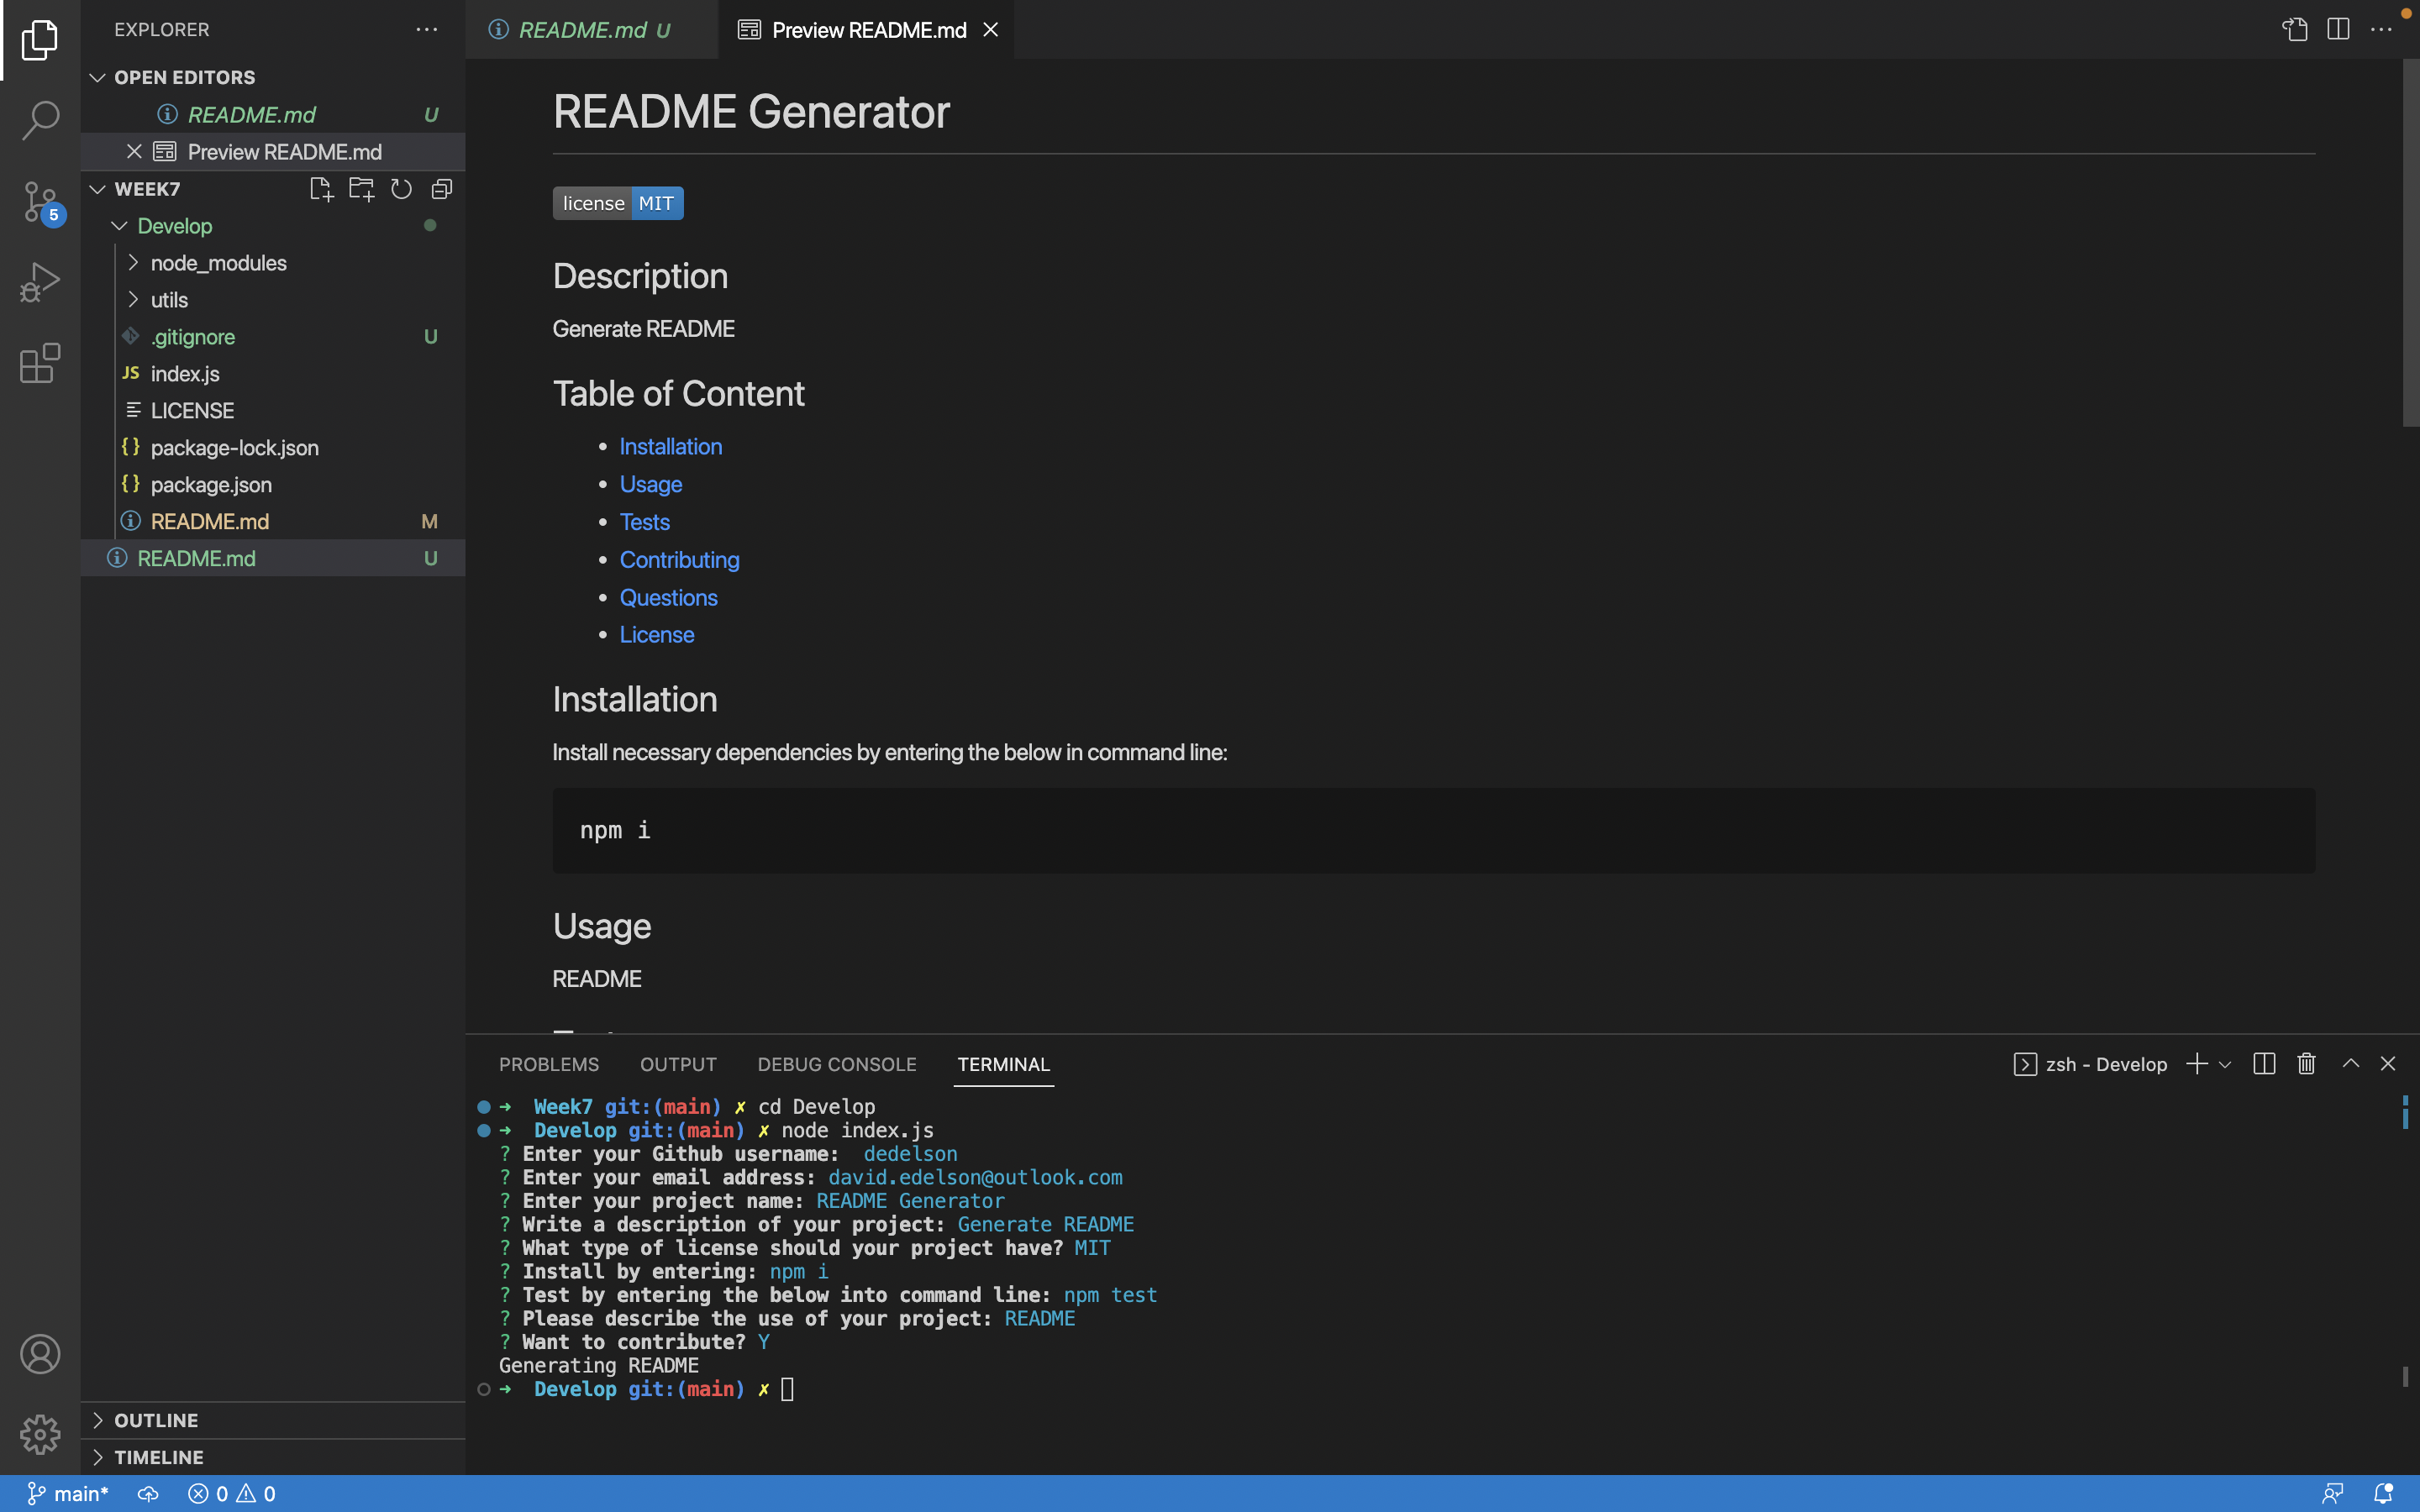 EXPLORER
OPEN EDITORS
README.md U
Preview README.md
WEEK7
Develop
node_modules
utils
.gitignore U
JS index.js
LICENSE
{} package-lock.json
{} package.json
README.md M
README.md U
OUTLINE
TIMELINE
5
README.md U
Preview README.md
README Generator
license MIT
Description
Generate README
Table of Content
Installation
Usage
Tests
Contributing
Questions
License
Installation
Install necessary dependencies by entering the below in command line:
npm i
Usage
README
PROBLEMS OUTPUT DEBUG CONSOLE TERMINAL
zsh - Develop
➜ Week7 git:(main) ✗ cd Develop
➜ Develop git:(main) ✗ node index.js
? Enter your Github username: dedelson
? Enter your email address: david.edelson@outlook.com
? Enter your project name: README Generator
? Write a description of your project: Generate README
? What type of license should your project have? MIT
? Install by entering: npm i
? Test by entering the below into command line: npm test
? Please describe the use of your project: README
? Want to contribute? Y
Generating README
➜ Develop git:(main) ✗
main* 0 0